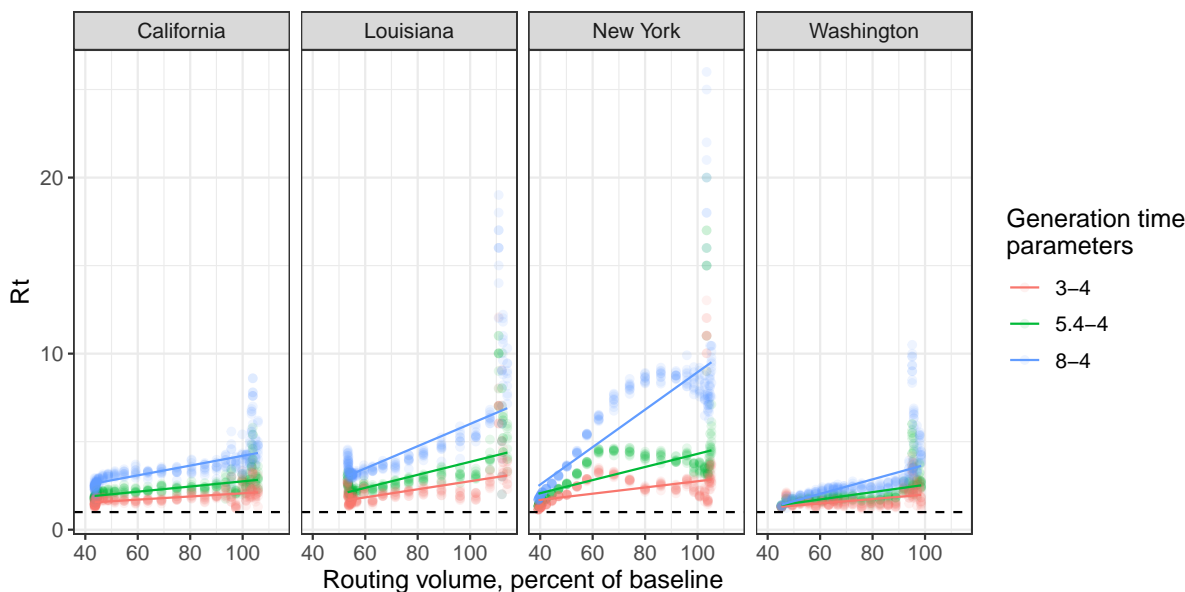 California Louisiana New York Washington
20
10
0
Rt
40 60 80 100 40 60 80 100 40 60 80 100 40 60 80 100
Routing volume, percent of baseline
Generation time
parameters
3−4
5.4−4
8−4